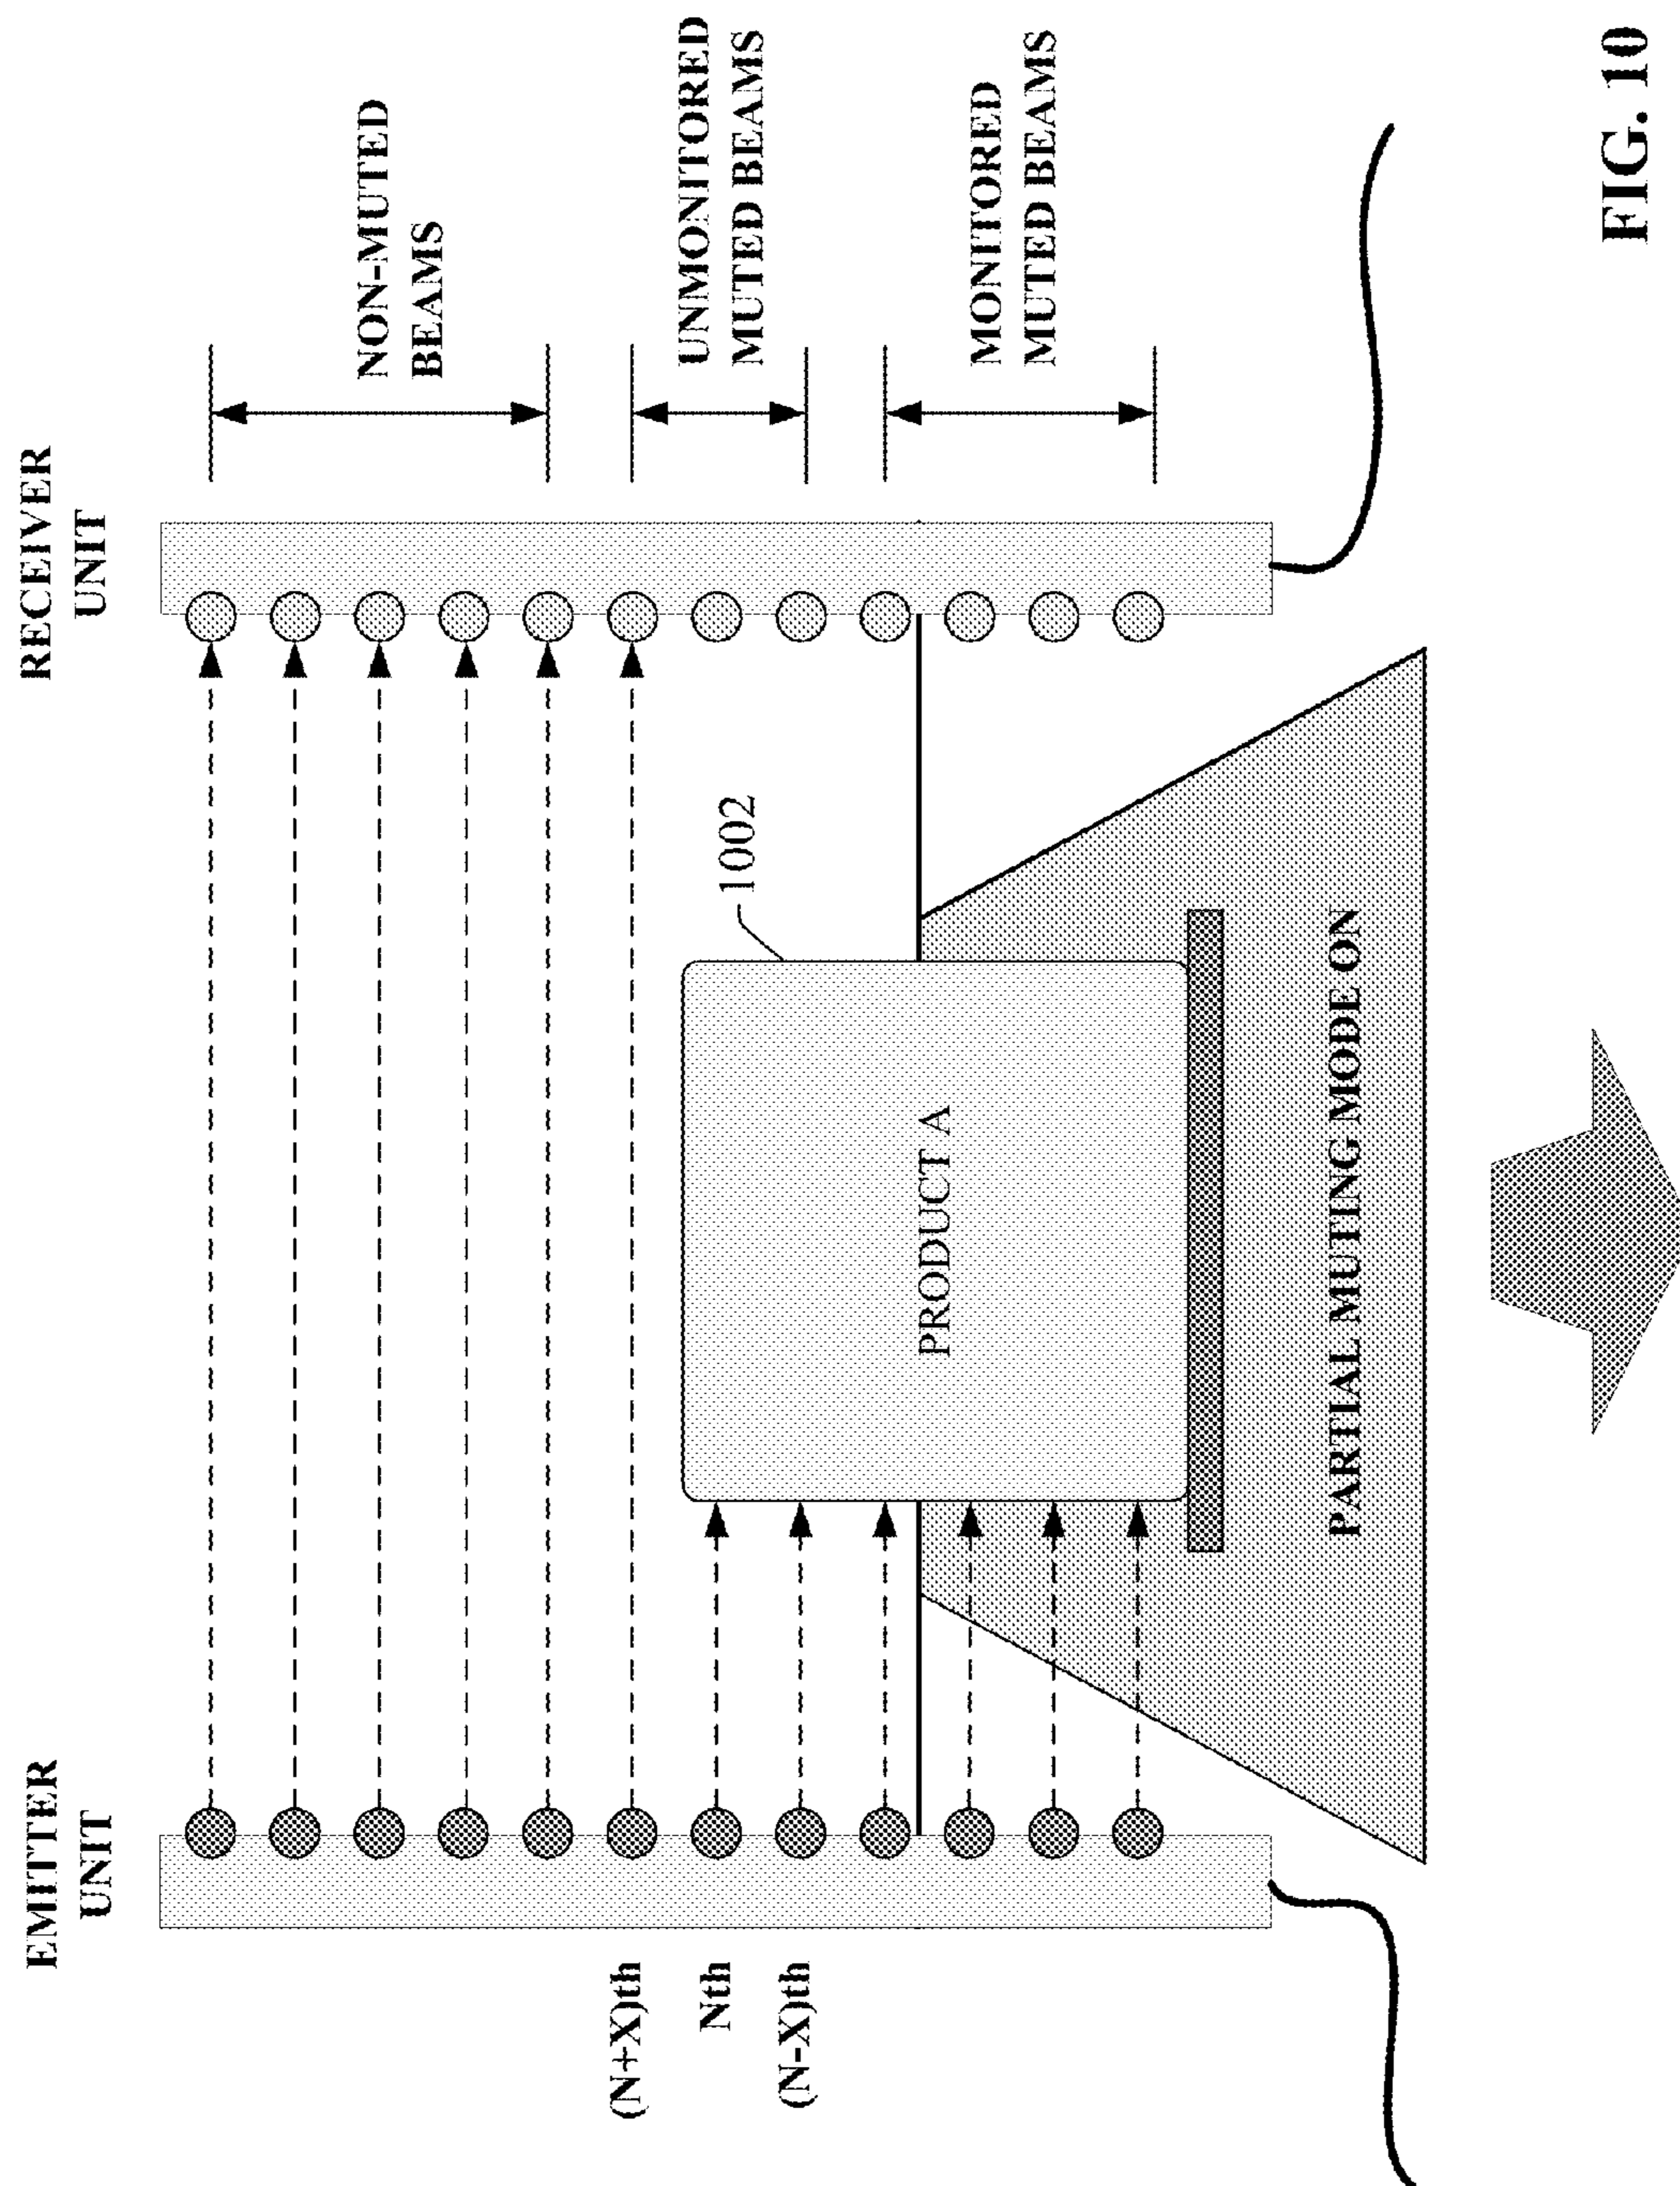 EMITTER
UNIT
RECEIVER
UNIT
NON-MUTED
BEAMS
(N+X)th
Nth
(N-X)th
UNMONITORED
MUTED BEAMS
1002
PRODUCT A
MONITORED
MUTED BEAMS
PARTIAL MUTING MODE ON
FIG. 10